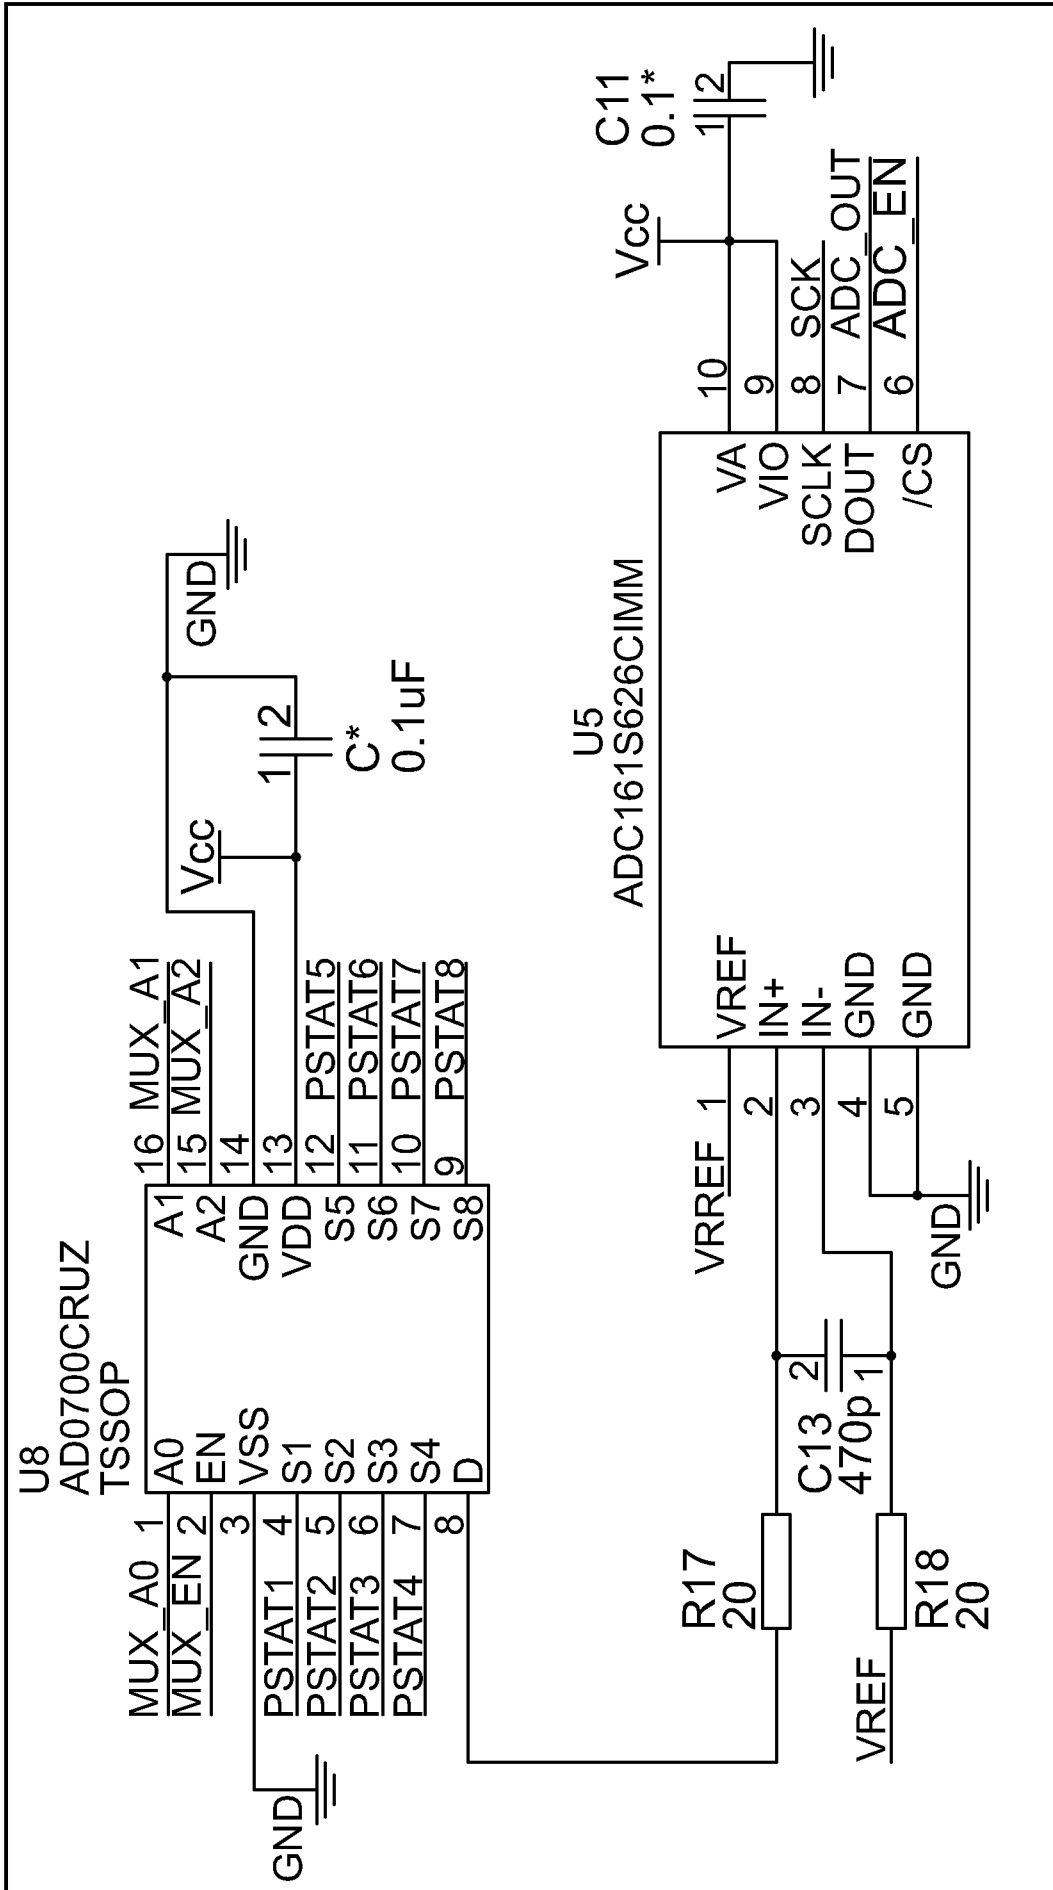 U8
AD0700CRUZ
TSSOP
MUX_A0 1 A0
MUX_EN 2 EN
3 VSS
PSTAT1 4 S1
PSTAT2 5 S2
PSTAT3 6 S3
PSTAT4 7 S4
8 D
GND
A1 16 MUX_A1
A2 15 MUX_A2
GND 14
VDD 13
S5 12 PSTAT5
S6 11 PSTAT6
S7 10 PSTAT7
S8 9 PSTAT8
Vcc
GND
1 2
C*
0.1uF
R17
20
R18
20
VREF
C13
470p
2
1
U5
ADC161S626CIMM
VRREF 1 VREF
2 IN+
3 IN-
4 GND
5 GND
GND
VA 10
VIO 9
SCLK 8 SCK
DOUT 7 ADC_OUT
/CS 6 ADC_EN
Vcc
C11
0.1*
1 2